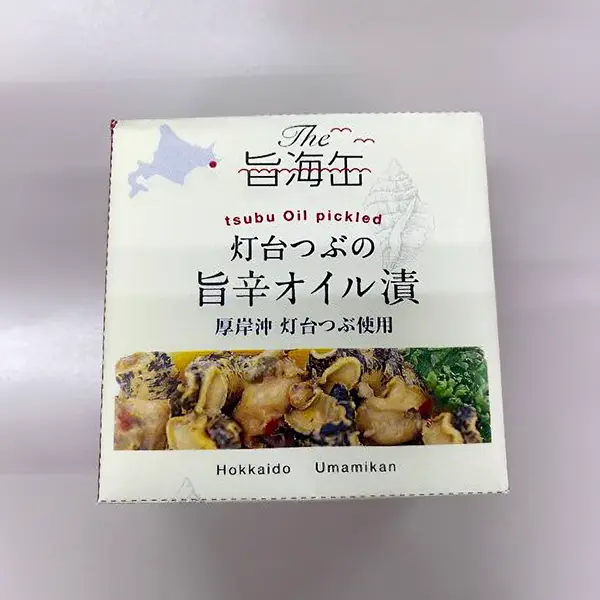 The
旨海缶
tsubu Oil pickled
灯台つぶの
旨辛オイル漬
厚岸沖 灯台つぶ使用
Hokkaido Umamikan